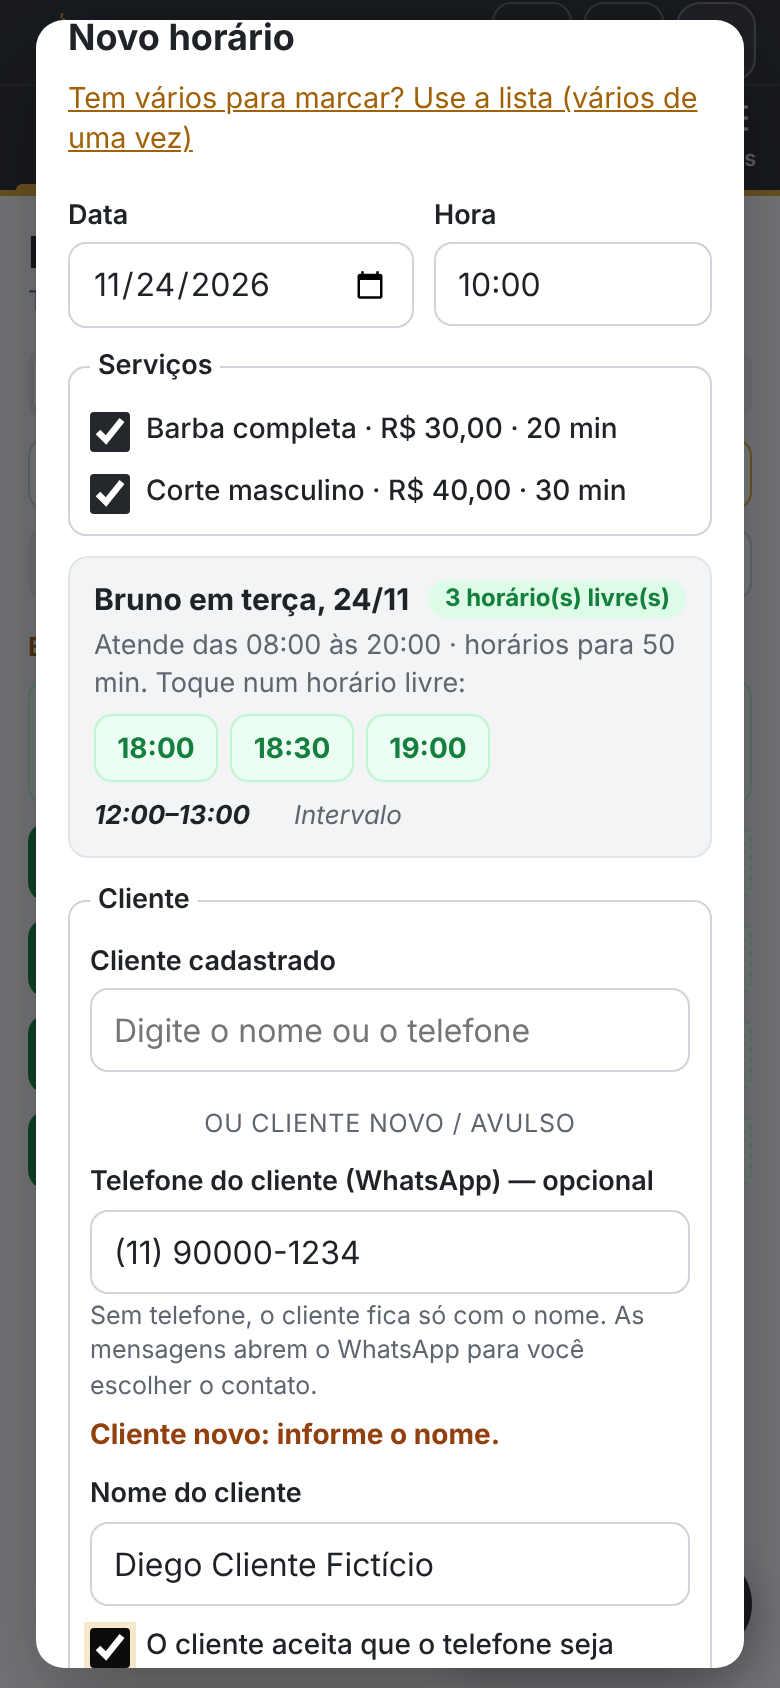 Novo horário
Tem vários para marcar? Use a lista (vários de
uma vez)
Data
Hora
11/24/2026
10:00
Serviços
Barba completa · R$ 30,00 · 20 min
Corte masculino · R$ 40,00 · 30 min
Bruno em terça, 24/11
3 horário(s) livre(s)
Atende das 08:00 às 20:00 · horários para 50
min. Toque num horário livre:
18:00
18:30
19:00
12:00–13:00
Intervalo
Cliente
Cliente cadastrado
Digite o nome ou o telefone
OU CLIENTE NOVO / AVULSO
Telefone do cliente (WhatsApp) — opcional
(11) 90000-1234
Sem telefone, o cliente fica só com o nome. As
mensagens abrem o WhatsApp para você
escolher o contato.
Cliente novo: informe o nome.
Nome do cliente
Diego Cliente Fictício
O cliente aceita que o telefone seja